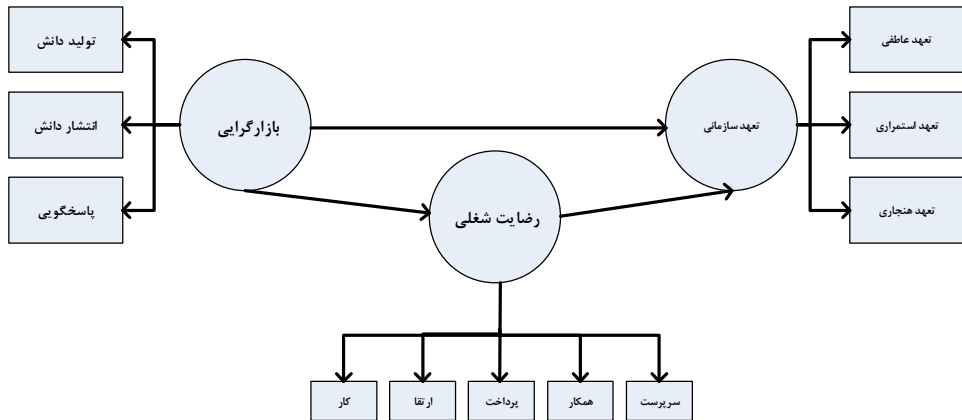 تولید دانش
انتشار دانش
پاسخگویی
بازارگرایی
رضایت شغلی
تعهد سازمانی
تعهد عاطفی
تعهد استمراری
تعهد هنجاری
سرپرست
همکار
پرداخت
ارتقا
کار